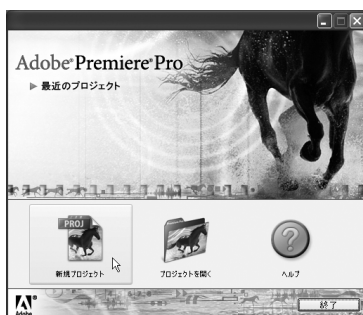 Adobe® Premiere® Pro
▶ 最近のプロジェクト
PROJ
新規プロジェクト
プロジェクトを開く
ヘルプ
Adobe
終了